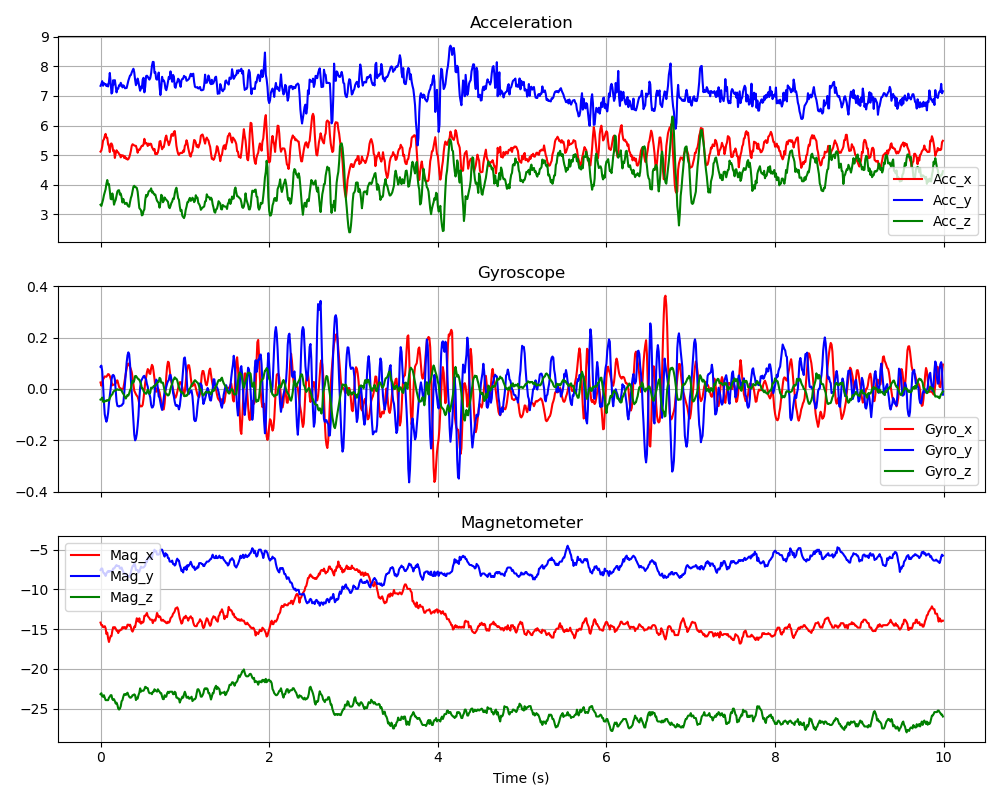 Acceleration
9
8
7
6
5
4
3
Acc_x
Acc_y
Acc_z
Gyroscope
0.4
0.2
0.0
−0.2
−0.4
Gyro_x
Gyro_y
Gyro_z
Magnetometer
−5
−10
−15
−20
−25
Mag_x
Mag_y
Mag_z
0 2 4 6 8 10
Time (s)